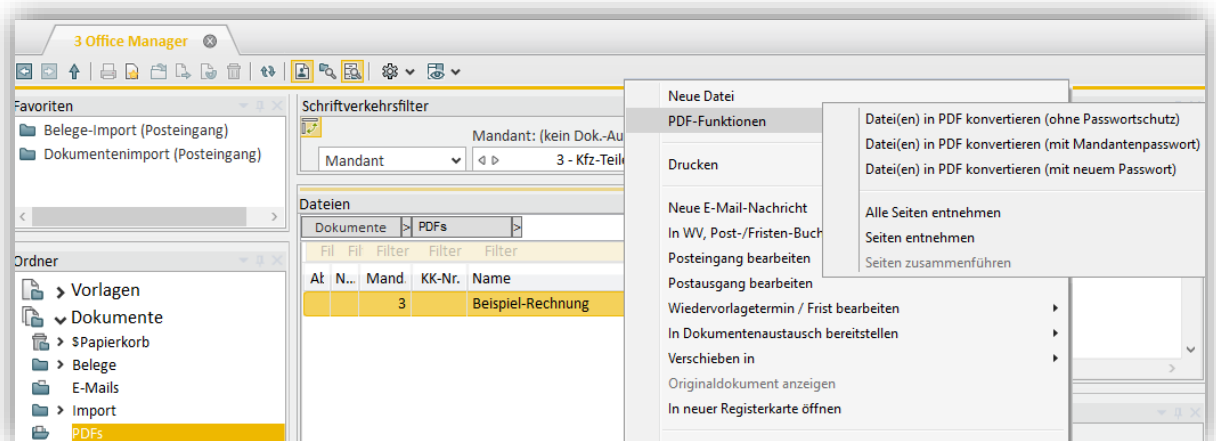 3 Office Manager
Favoriten
Belege-Import (Posteingang)
Dokumentenimport (Posteingang)
Ordner
Vorlagen
Dokumente
$Papierkorb
Belege
E-Mails
Import
PDFs
Schriftverkehrsfilter
Mandant: (kein Dok.-Au
Mandant
3 - Kfz-Teile
Dateien
Dokumente
PDFs
Fil Fil Filter Filter Filter
At N... Mand. KK-Nr. Name
3 Beispiel-Rechnung
Neue Datei
PDF-Funktionen
Drucken
Neue E-Mail-Nachricht
In WV, Post-/Fristen-Buch
Posteingang bearbeiten
Postausgang bearbeiten
Wiedervorlagetermin / Frist bearbeiten
In Dokumentenaustausch bereitstellen
Verschieben in
Originaldokument anzeigen
In neuer Registerkarte öffnen
Datei(en) in PDF konvertieren (ohne Passwortschutz)
Datei(en) in PDF konvertieren (mit Mandantenpasswort)
Datei(en) in PDF konvertieren (mit neuem Passwort)
Alle Seiten entnehmen
Seiten entnehmen
Seiten zusammenführen